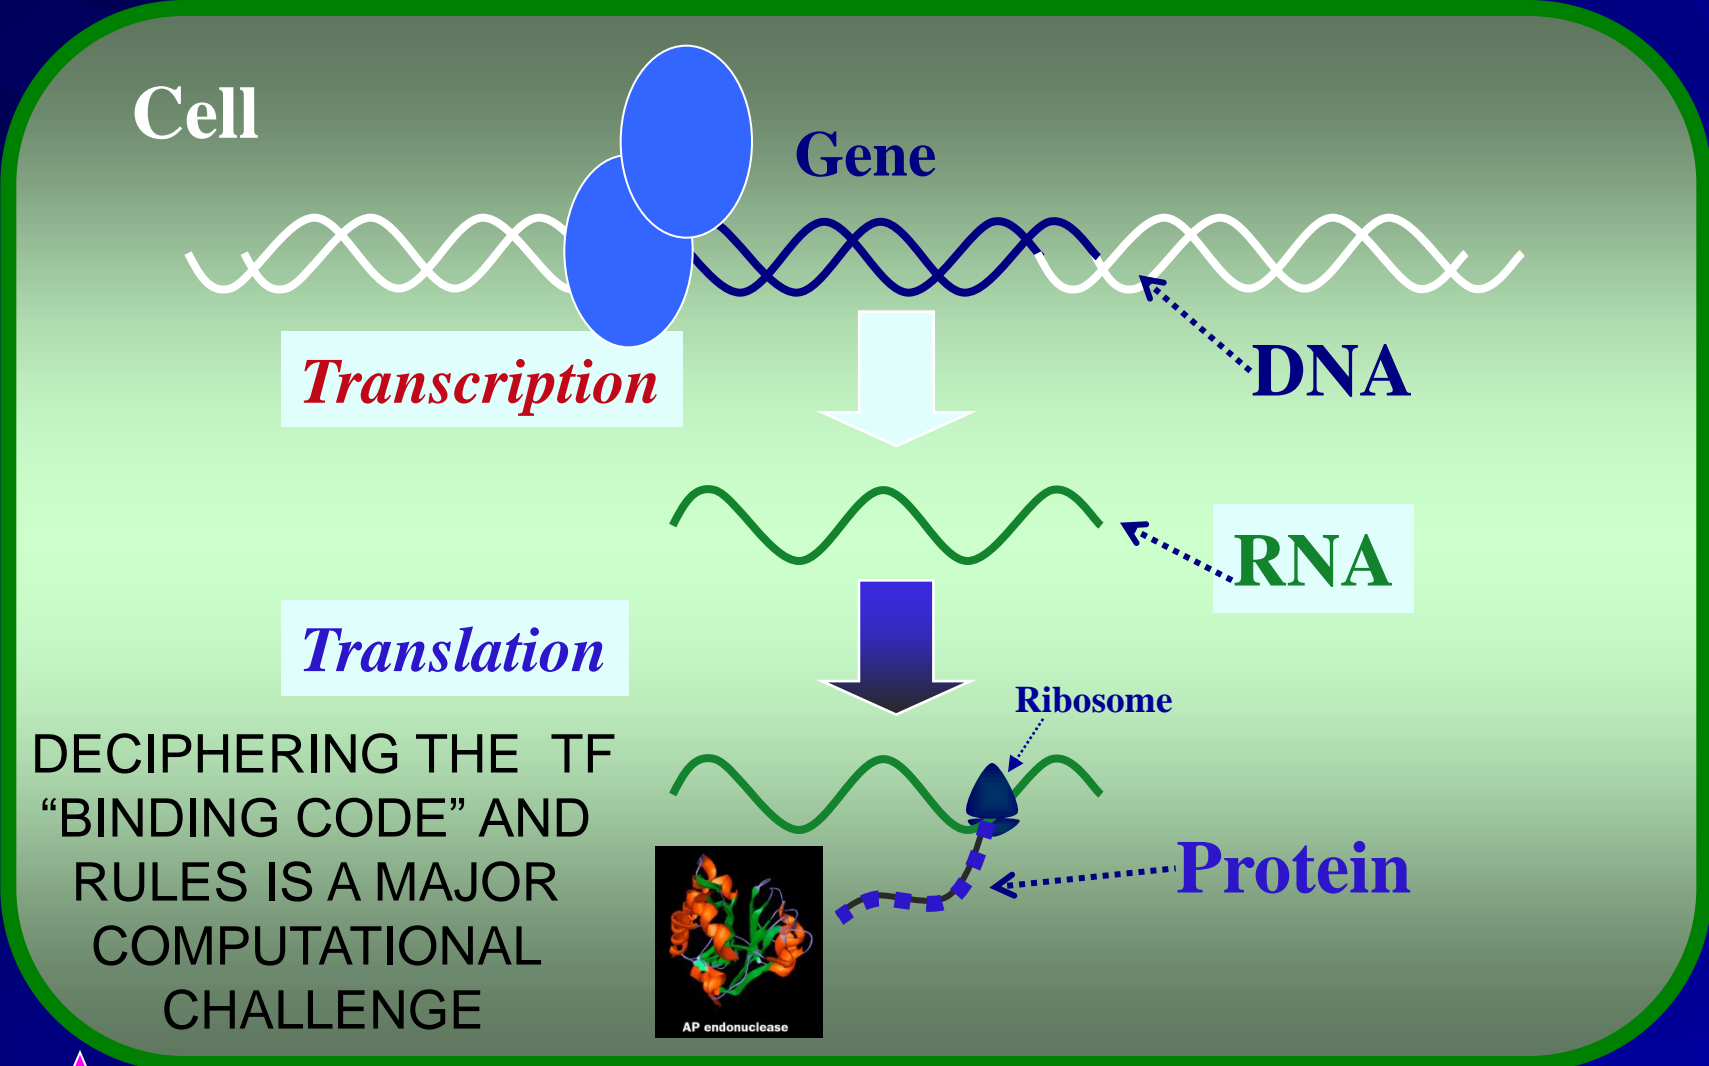 Cell
Gene
Transcription
DNA
RNA
Translation
Ribosome
DECIPHERING THE TF
“BINDING CODE” AND
RULES IS A MAJOR
COMPUTATIONAL
CHALLENGE
Protein
AP endonuclease